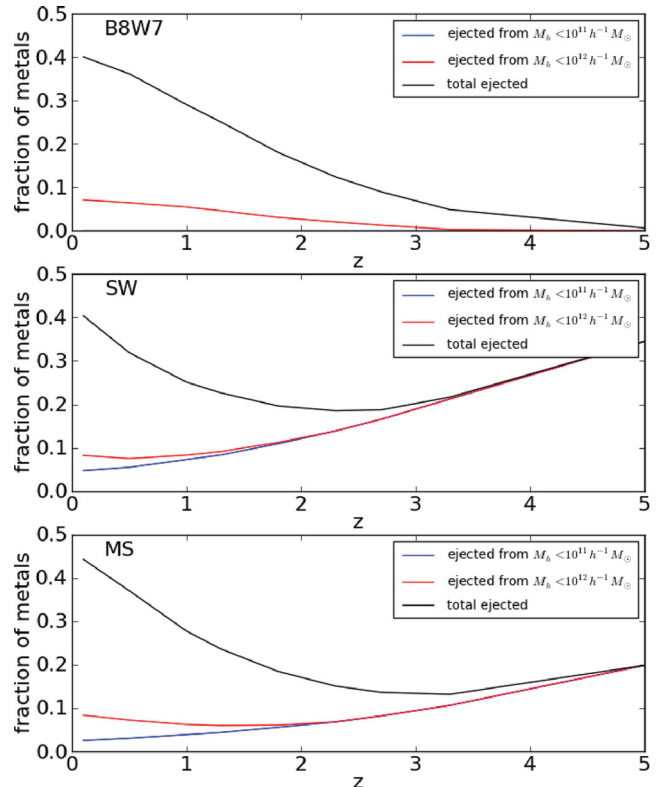 B8W7
ejected from $M_h < 10^{11} h^{-1} M_\odot$
ejected from $M_h < 10^{12} h^{-1} M_\odot$
total ejected
fraction of metals
0.5
0.4
0.3
0.2
0.1
0.0
0 1 2 3 4 5
z
SW
ejected from $M_h < 10^{11} h^{-1} M_\odot$
ejected from $M_h < 10^{12} h^{-1} M_\odot$
total ejected
fraction of metals
0.5
0.4
0.3
0.2
0.1
0.0
0 1 2 3 4 5
z
MS
ejected from $M_h < 10^{11} h^{-1} M_\odot$
ejected from $M_h < 10^{12} h^{-1} M_\odot$
total ejected
fraction of metals
0.5
0.4
0.3
0.2
0.1
0.0
0 1 2 3 4 5
z